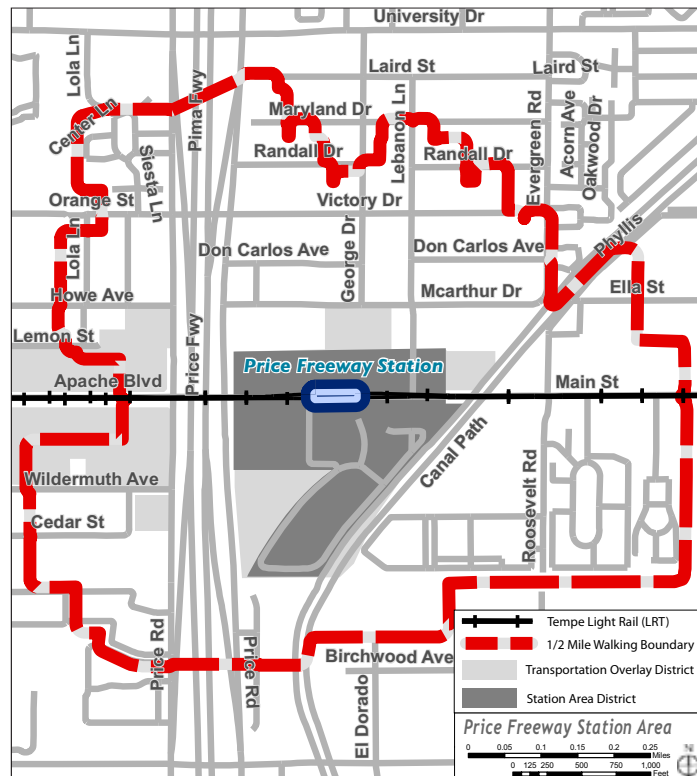 University Dr
Lola Ln
Pima Fwy
Laird St
Laird St
Center Ln
Maryland Dr
Lebanon Ln
Evergreen Rd
Acorn Ave
Oakwood Dr
Siesta Ln
Randall Dr
Randall Dr
Orange St
Victory Dr
Lola Ln
Don Carlos Ave
George Dr
Don Carlos Ave
Phyllis
Howe Ave
Mcarthur Dr
Ella St
Lemon St
Price Fwy
Price Freeway Station
Apache Blvd
Main St
Canal Path
Wildermuth Ave
Roosevelt Rd
Cedar St
Price Rd
Price Rd
Birchwood Ave
El Dorado
Tempe Light Rail (LRT)
1/2 Mile Walking Boundary
Transportation Overlay District
Station Area District
Price Freeway Station Area
0 0.05 0.1 0.15 0.2 0.25
Miles
0 125 250 500 750 1,000
Feet
N